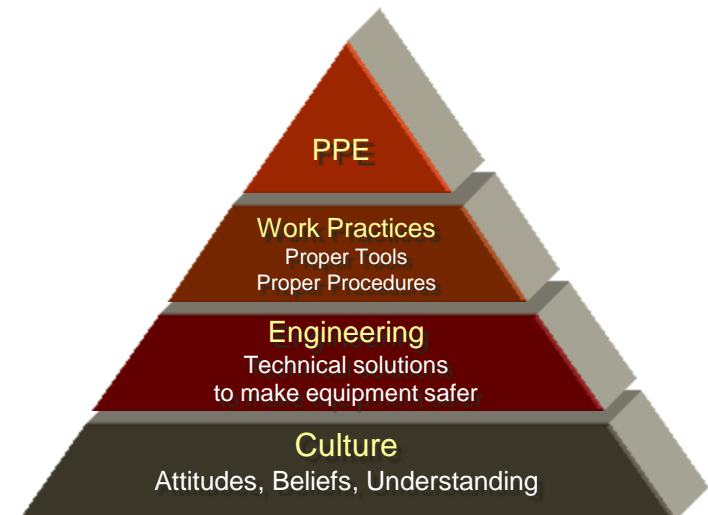 PPE
Work Practices
Proper Tools
Proper Procedures
Engineering
Technical solutions
to make equipment safer
Culture
Attitudes, Beliefs, Understanding